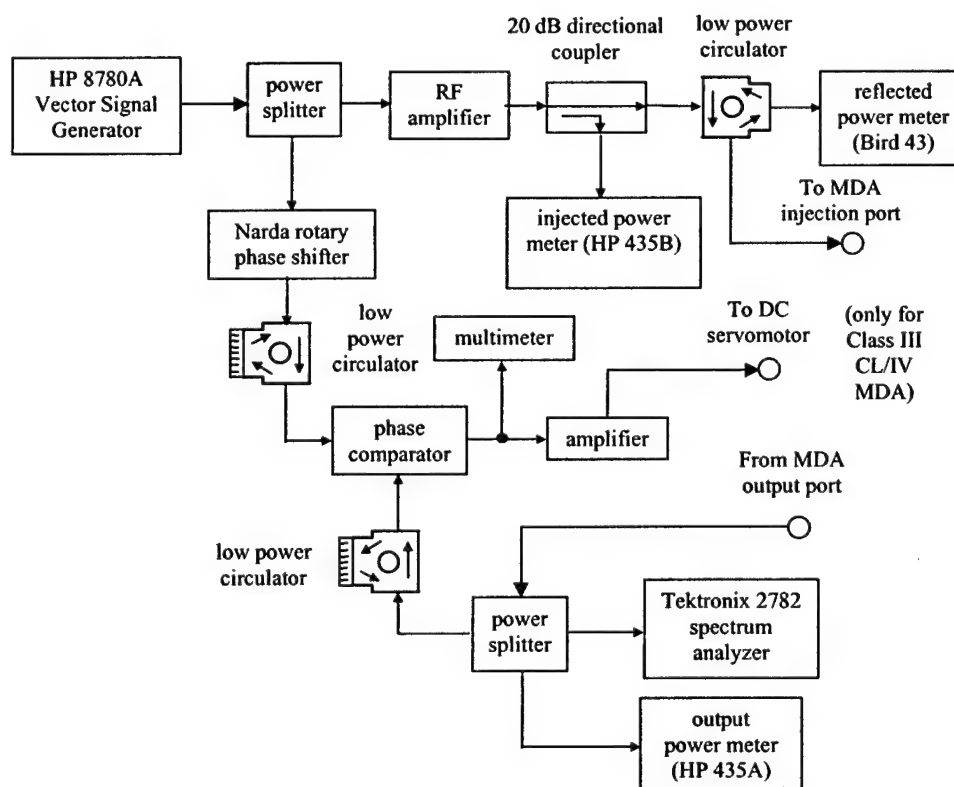 20 dB directional
coupler
low power
circulator
HP 8780A
Vector Signal
Generator
power
splitter
RF
amplifier
reflected
power meter
(Bird 43)
To MDA
injection port
Narda rotary
phase shifter
injected power
meter (HP 435B)
low
power
circulator
multimeter
To DC
servomotor
(only for
Class III
CL/IV
MDA)
phase
comparator
amplifier
From MDA
output port
low power
circulator
power
splitter
Tektronix 2782
spectrum
analyzer
output
power meter
(HP 435A)